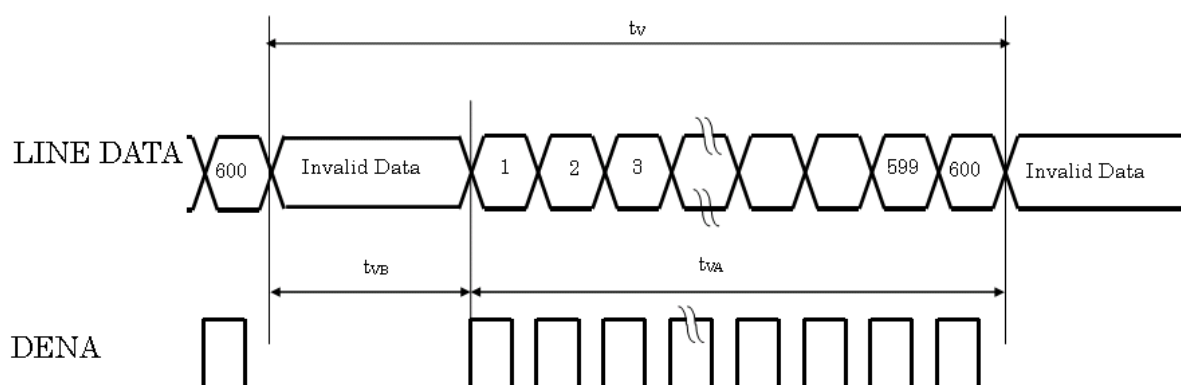 tV
LINE DATA 600 Invalid Data 1 2 3 599 600 Invalid Data
tVB tVA
DENA